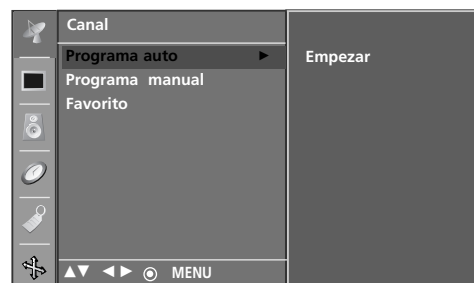 Canal
Programa auto ► Empezar
Programa manual
Favorito
▲▼ ◄► MENU